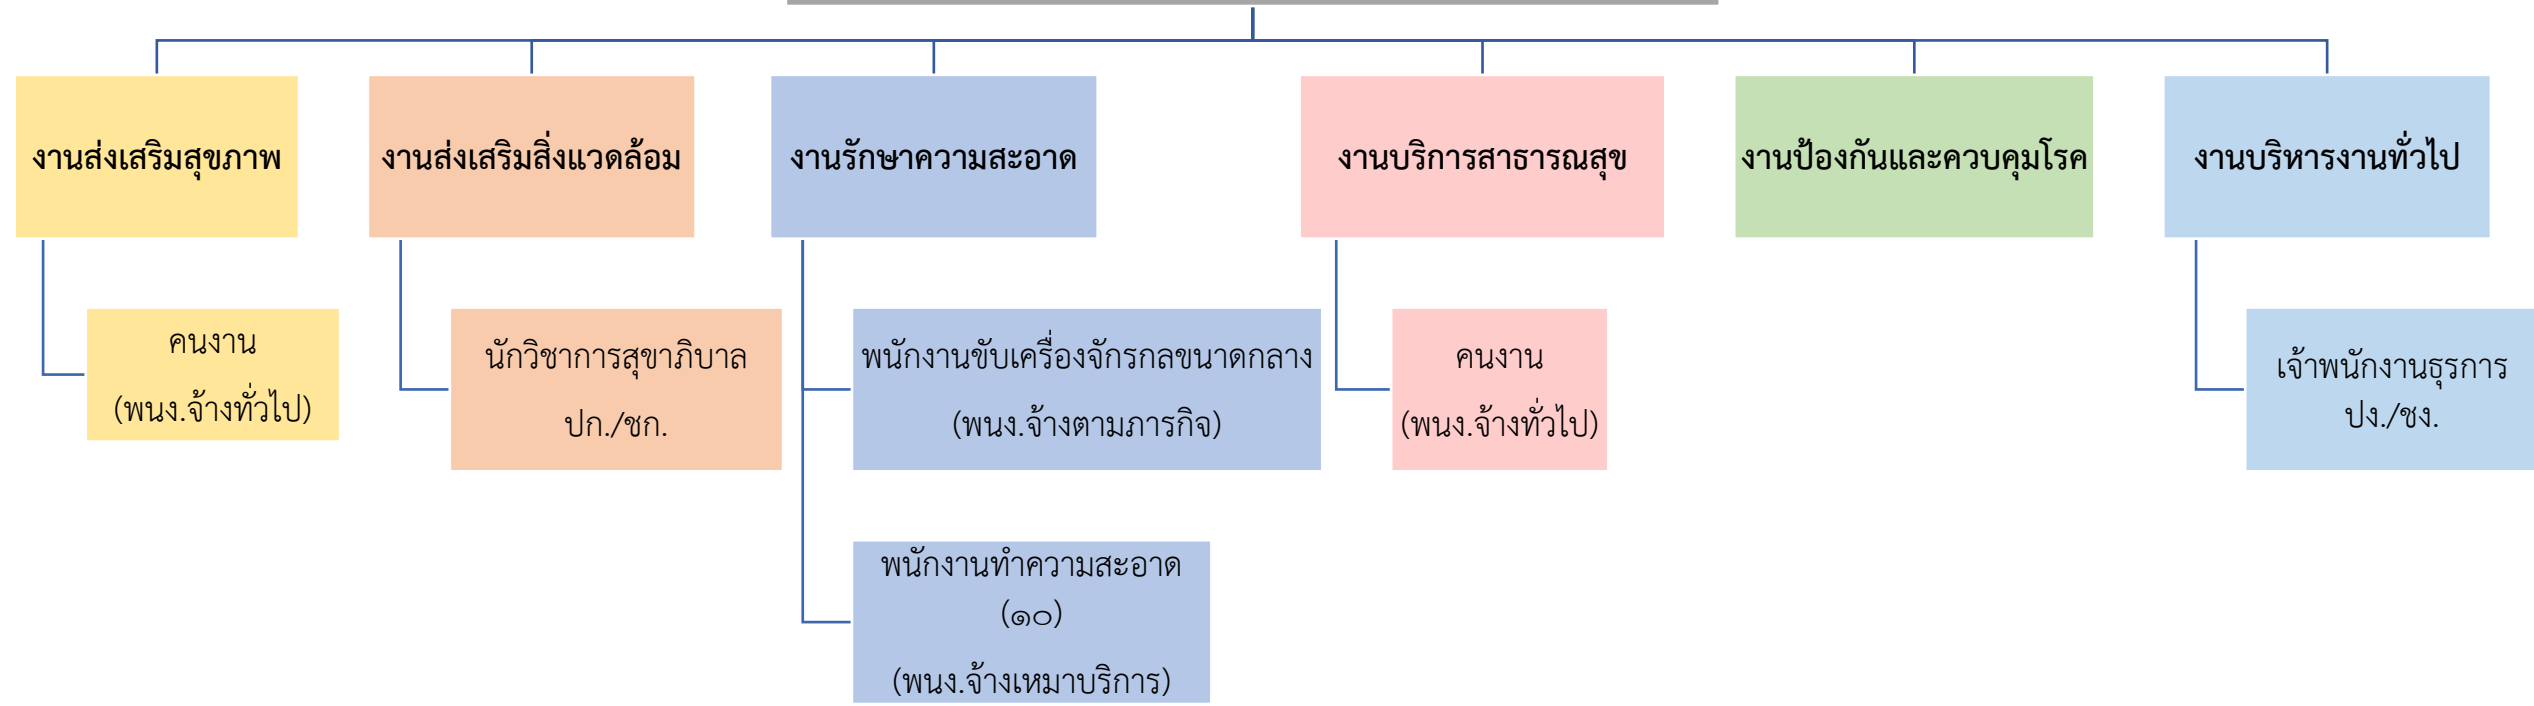 งานส่งเสริมสุขภาพ
งานส่งเสริมสิ่งแวดล้อม
งานรักษาความสะอาด
งานบริการสาธารณสุข
งานป้องกันและควบคุมโรค
งานบริหารงานทั่วไป
คนงาน
(พนง.จ้างทั่วไป)
นักวิชาการสุขาภิบาล
ปก./ชก.
พนักงานขับเครื่องจักรกลขนาดกลาง
(พนง.จ้างตามภารกิจ)
คนงาน
(พนง.จ้างทั่วไป)
เจ้าพนักงานธุรการ
ปง./ชง.
พนักงานทำความสะอาด
(๑๐)
(พนง.จ้างเหมาบริการ)